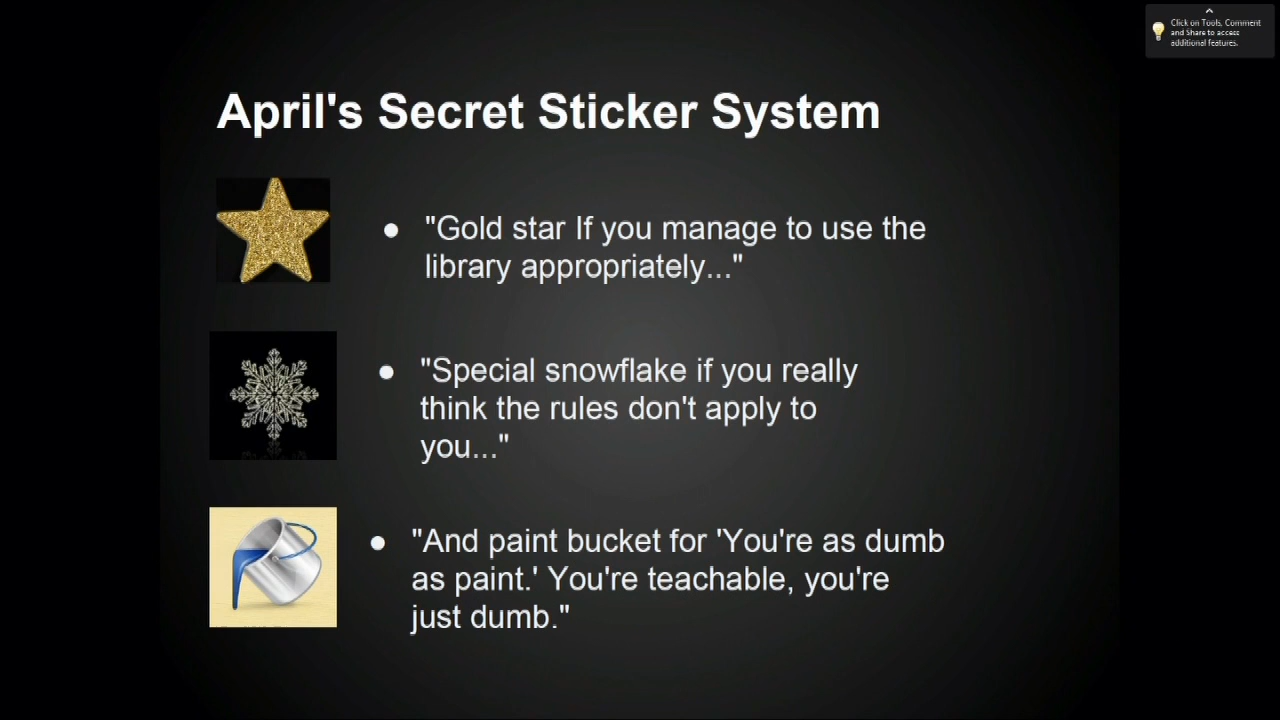 Click on Tools, Comment
and Share to access
additional features.
April's Secret Sticker System
● "Gold star If you manage to use the
library appropriately..."
● "Special snowflake if you really
think the rules don't apply to
you..."
● "And paint bucket for 'You're as dumb
as paint.' You're teachable, you're
just dumb."